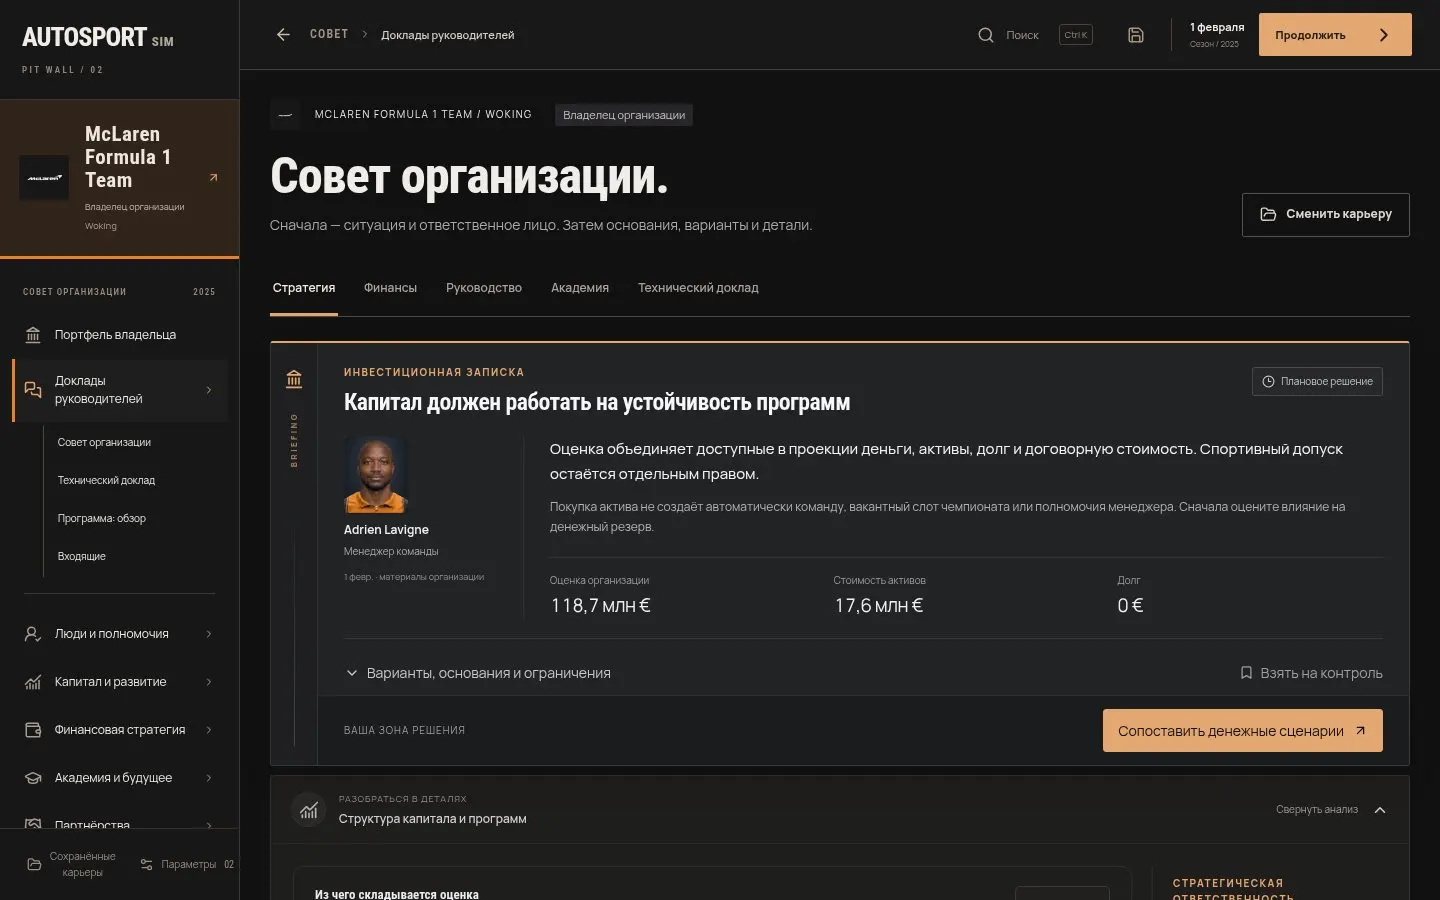 AUTOSPORT SIM
PIT WALL / 02
McLaren
Formula 1
Team
Владелец организации
Woking
СОВЕТ ОРГАНИЗАЦИИ 2025
Портфель владельца
Доклады
руководителей
Совет организации
Технический доклад
Программа: обзор
Входящие
Люди и полномочия
Капитал и развитие
Финансовая стратегия
Академия и будущее
Партнёрства
Сохранённые
карьеры
Параметры 02
СОВЕТ Доклады руководителей
Поиск Ctrl K
1 февраля
Сезон / 2025
Продолжить
MCLAREN FORMULA 1 TEAM / WOKING Владелец организации
Совет организации.
Сначала — ситуация и ответственное лицо. Затем основания, варианты и детали.
Сменить карьеру
Стратегия Финансы Руководство Академия Технический доклад
BRIEFING
ИНВЕСТИЦИОННАЯ ЗАПИСКА
Капитал должен работать на устойчивость программ
Плановое решение
Adrien Lavigne
Менеджер команды
1 февр. · материалы организации
Оценка объединяет доступные в проекции деньги, активы, долг и договорную стоимость. Спортивный допуск
остаётся отдельным правом.
Покупка актива не создаёт автоматически команду, вакантный слот чемпионата или полномочия менеджера. Сначала оцените влияние на
денежный резерв.
Оценка организации Стоимость активов Долг
118,7 млн € 17,6 млн € 0 €
Варианты, основания и ограничения Взять на контроль
ВАША ЗОНА РЕШЕНИЯ Сопоставить денежные сценарии
РАЗОБРАТЬСЯ В ДЕТАЛЯХ
Структура капитала и программ
Свернуть анализ
Из чего складывается оценка
СТРАТЕГИЧЕСКАЯ
ОТВЕТСТВЕННОСТЬ